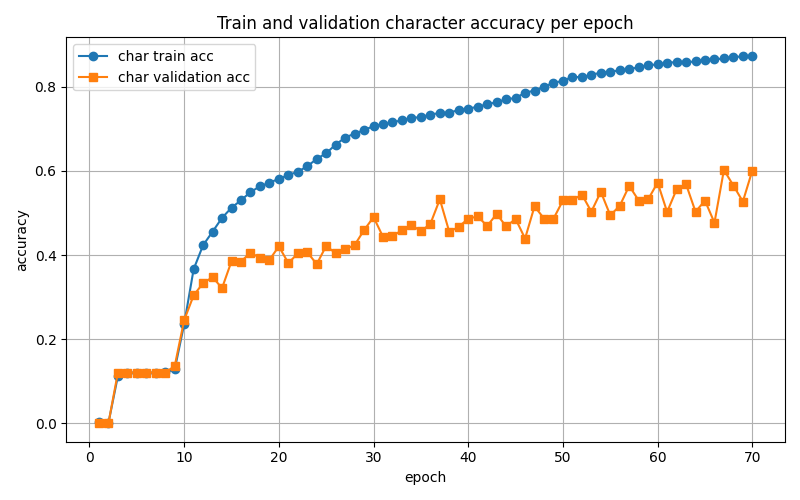 Train and validation character accuracy per epoch
char train acc
char validation acc
accuracy
0.8
0.6
0.4
0.2
0.0
0 10 20 30 40 50 60 70
epoch